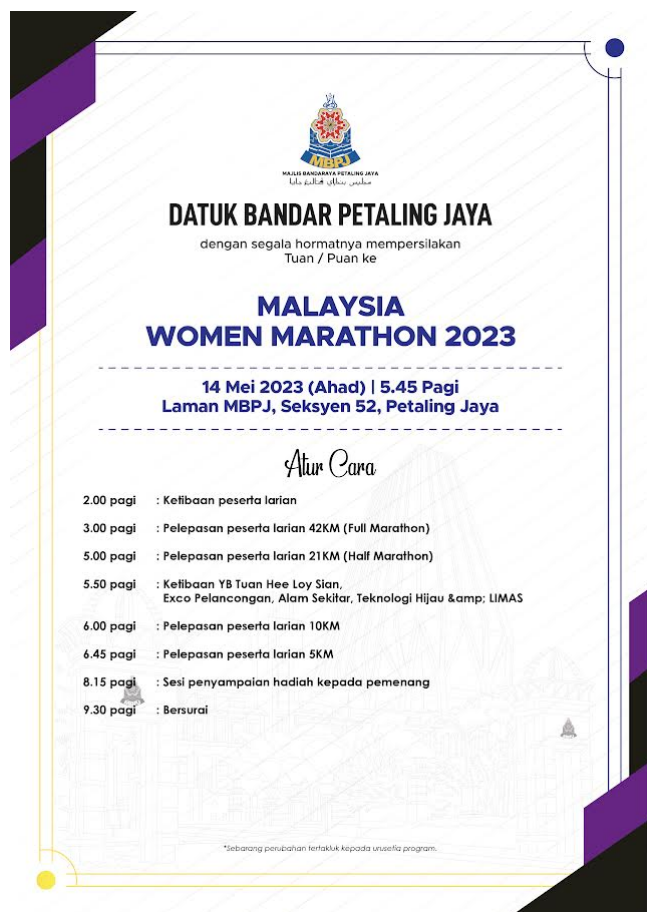 MBPJ
MAJLIS BANDARAYA PETALING JAYA
مجليس بندراي ڤتاليڠ جايا
DATUK BANDAR PETALING JAYA
dengan segala hormatnya mempersilakan
Tuan / Puan ke
MALAYSIA
WOMEN MARATHON 2023
14 Mei 2023 (Ahad) | 5.45 Pagi
Laman MBPJ, Seksyen 52, Petaling Jaya
Atur Cara
2.00 pagi : Ketibaan peserta larian
3.00 pagi : Pelepasan peserta larian 42KM (Full Marathon)
5.00 pagi : Pelepasan peserta larian 21KM (Half Marathon)
5.50 pagi : Ketibaan YB Tuan Hee Loy Sian,
Exco Pelancongan, Alam Sekitar, Teknologi Hijau &amp; LIMAS
6.00 pagi : Pelepasan peserta larian 10KM
6.45 pagi : Pelepasan peserta larian 5KM
8.15 pagi : Sesi penyampaian hadiah kepada pemenang
9.30 pagi : Bersurai
*Sebarang perubahan tertakluk kepada urusetia program.